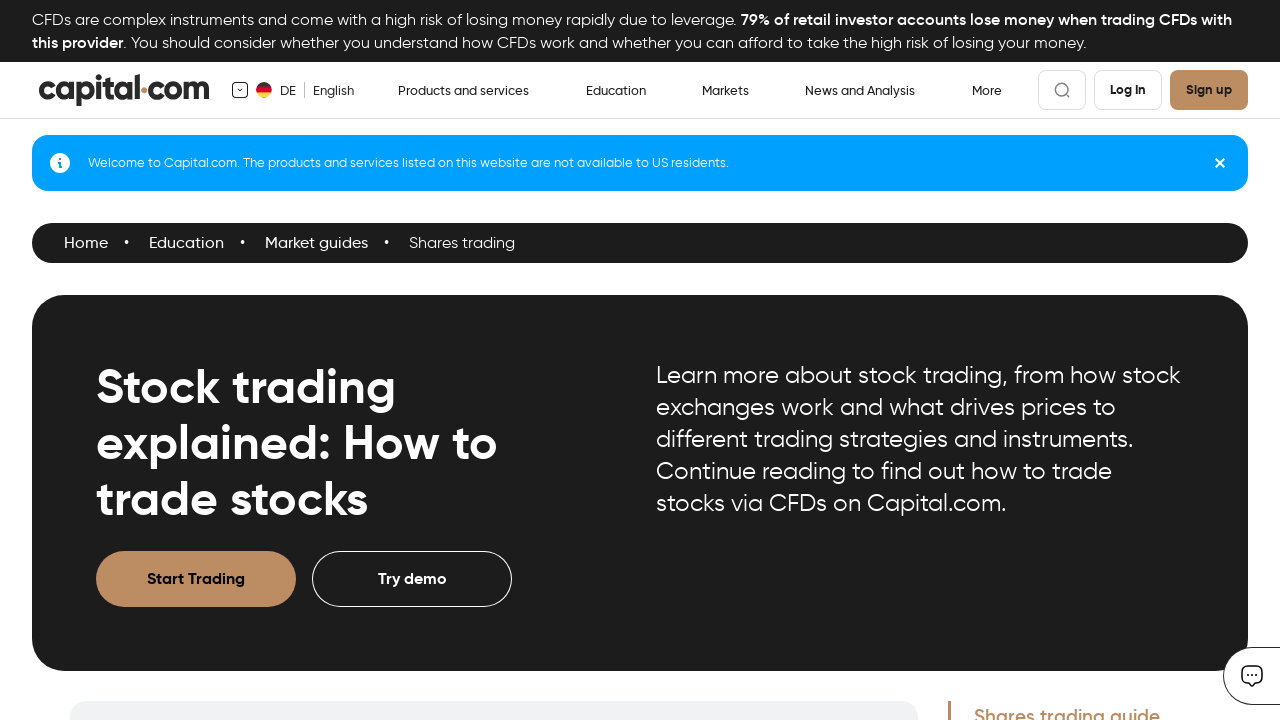 CFDs are complex instruments and come with a high risk of losing money rapidly due to leverage. 79% of retail investor accounts lose money when trading CFDs with
this provider. You should consider whether you understand how CFDs work and whether you can afford to take the high risk of losing your money.
capital.com
DE English
Products and services
Education
Markets
News and Analysis
More
Log In
Sign up
Welcome to Capital.com. The products and services listed on this website are not available to US residents.
Home • Education • Market guides • Shares trading
Stock trading
explained: How to
trade stocks
Learn more about stock trading, from how stock
exchanges work and what drives prices to
different trading strategies and instruments.
Continue reading to find out how to trade
stocks via CFDs on Capital.com.
Start Trading
Try demo
Shares trading guide